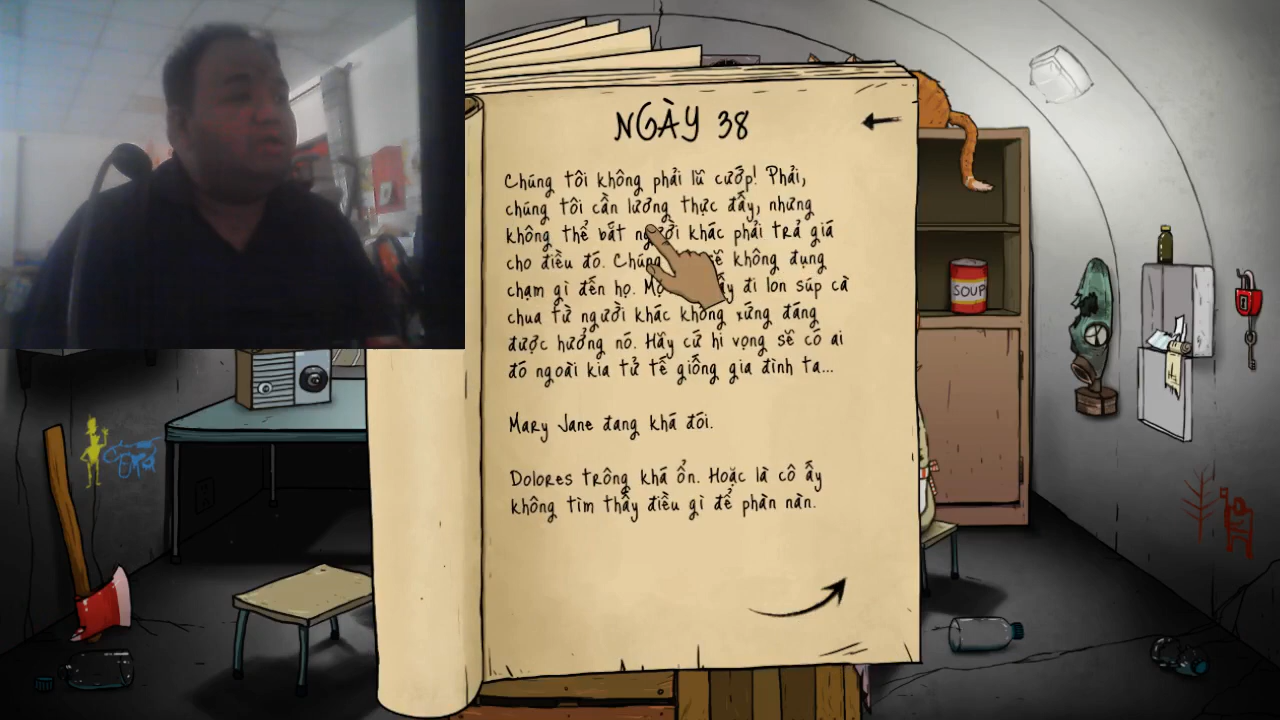 NGÀY 38
Chúng tôi không phải lũ cướp! Phải,
chúng tôi cần lương thực đấy, nhưng
không thể bắt người khác phải trả giá
cho điều đó. Chúng sẽ không đụng
chạm gì đến họ. đi lon súp cà
chua từ người khác không xứng đáng
được hưởng nó. Hãy cứ hi vọng sẽ có ai
đó ngoài kia tử tế giống gia đình ta...
Mary Jane đang khá đói.
Dolores trông khá ổn. Hoặc là cô ấy
không tìm thấy điều gì để phàn nàn.
SOUP